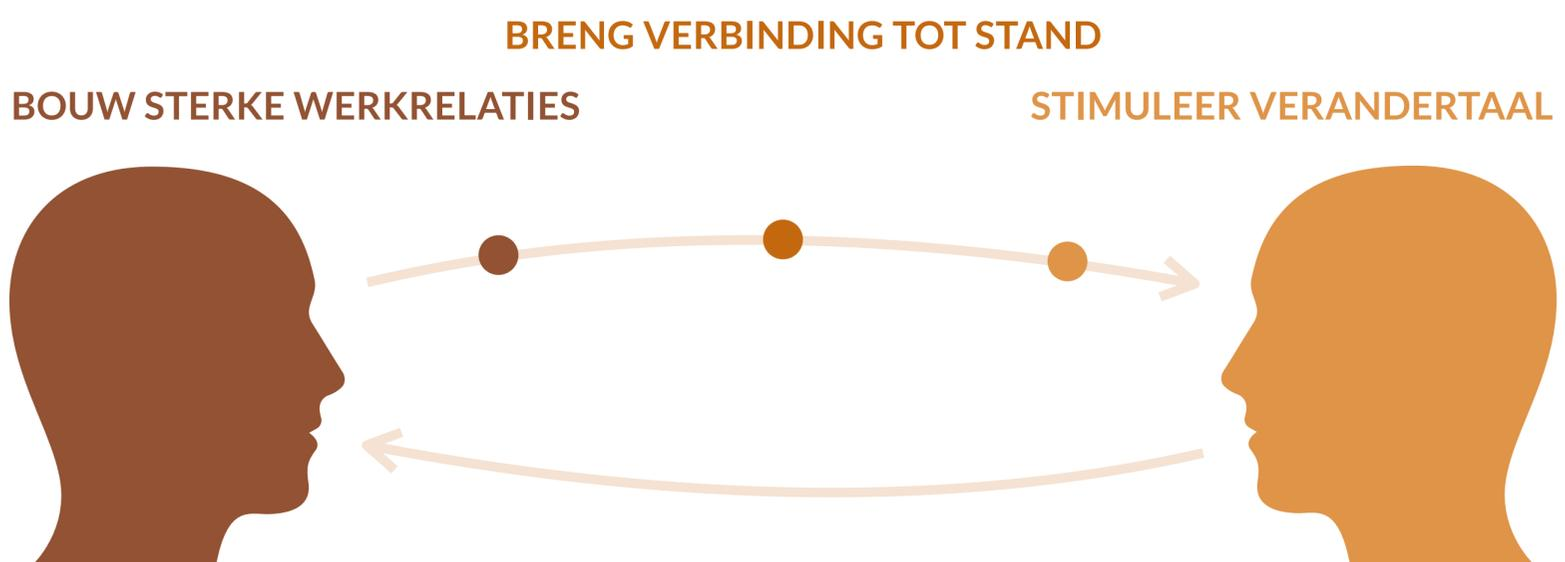 BRENG VERBINDING TOT STAND
BOUW STERKE WERKRELATIES
STIMULEER VERANDERTAAL